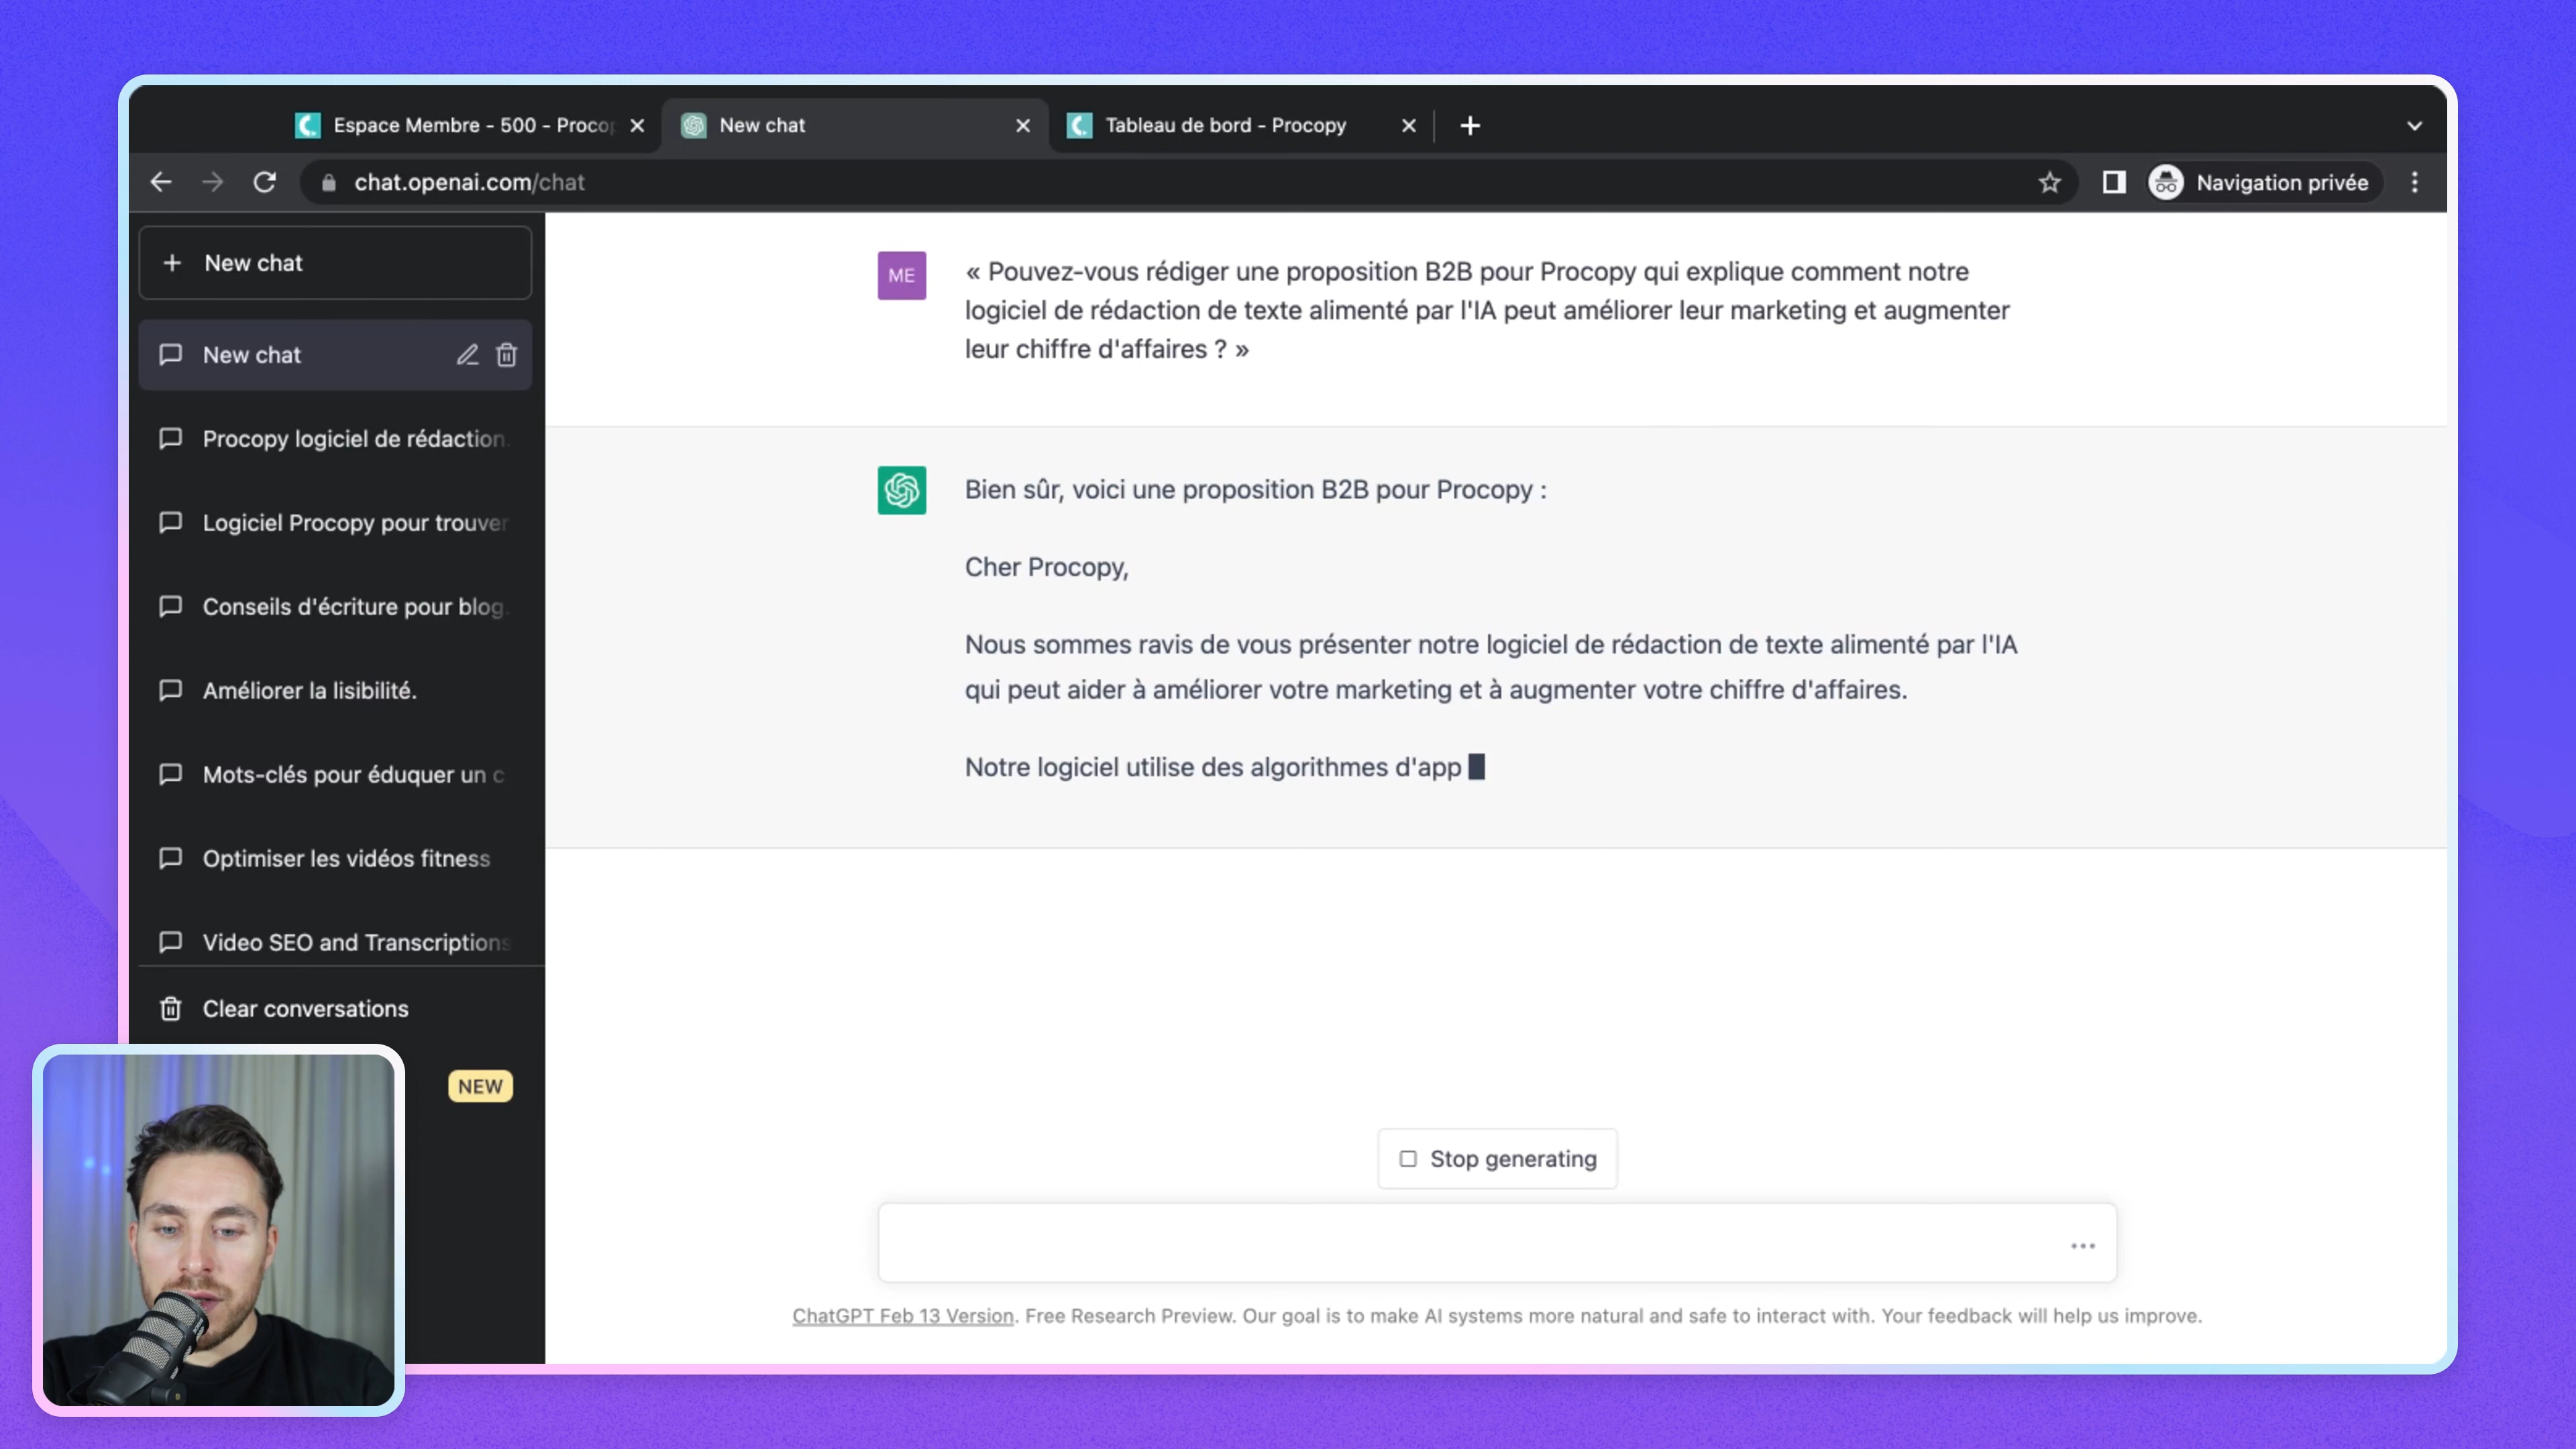 Espace Membre - 500 - Procop
New chat
Tableau de bord - Procopy
chat.openai.com/chat
Navigation privée
New chat
New chat
Procopy logiciel de rédaction.
Logiciel Procopy pour trouver
Conseils d'écriture pour blog.
Améliorer la lisibilité.
Mots-clés pour éduquer un c
Optimiser les vidéos fitness
Video SEO and Transcriptions
Clear conversations
NEW
ME
« Pouvez-vous rédiger une proposition B2B pour Procopy qui explique comment notre
logiciel de rédaction de texte alimenté par l'IA peut améliorer leur marketing et augmenter
leur chiffre d'affaires ? »
Bien sûr, voici une proposition B2B pour Procopy :
Cher Procopy,
Nous sommes ravis de vous présenter notre logiciel de rédaction de texte alimenté par l'IA
qui peut aider à améliorer votre marketing et à augmenter votre chiffre d'affaires.
Notre logiciel utilise des algorithmes d'app
Stop generating
ChatGPT Feb 13 Version. Free Research Preview. Our goal is to make AI systems more natural and safe to interact with. Your feedback will help us improve.